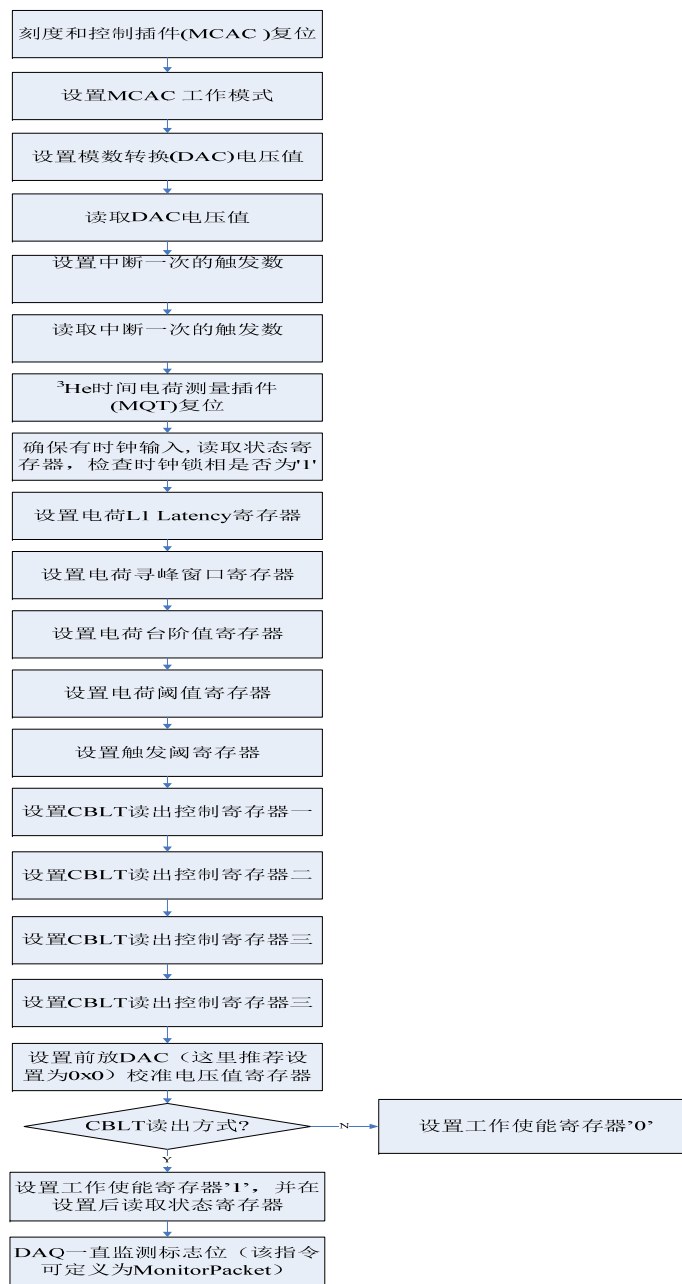 刻度和控制插件(MCAC )复位
设置MCAC 工作模式
设置模数转换(DAC)电压值
读取DAC电压值
设置中断一次的触发数
读取中断一次的触发数
³He时间电荷测量插件
(MQT)复位
确保有时钟输入,读取状态寄
存器，检查时钟锁相是否为'1'
设置电荷L1 Latency寄存器
设置电荷寻峰窗口寄存器
设置电荷台阶值寄存器
设置电荷阈值寄存器
设置触发阈寄存器
设置CBLT读出控制寄存器一
设置CBLT读出控制寄存器二
设置CBLT读出控制寄存器三
设置CBLT读出控制寄存器三
设置前放DAC（这里推荐设
置为0x0）校准电压值寄存器
CBLT读出方式?
N
设置工作使能寄存器’0’
Y
设置工作使能寄存器’1’，并在
设置后读取状态寄存器
DAQ一直监测标志位（该指令
可定义为MonitorPacket）